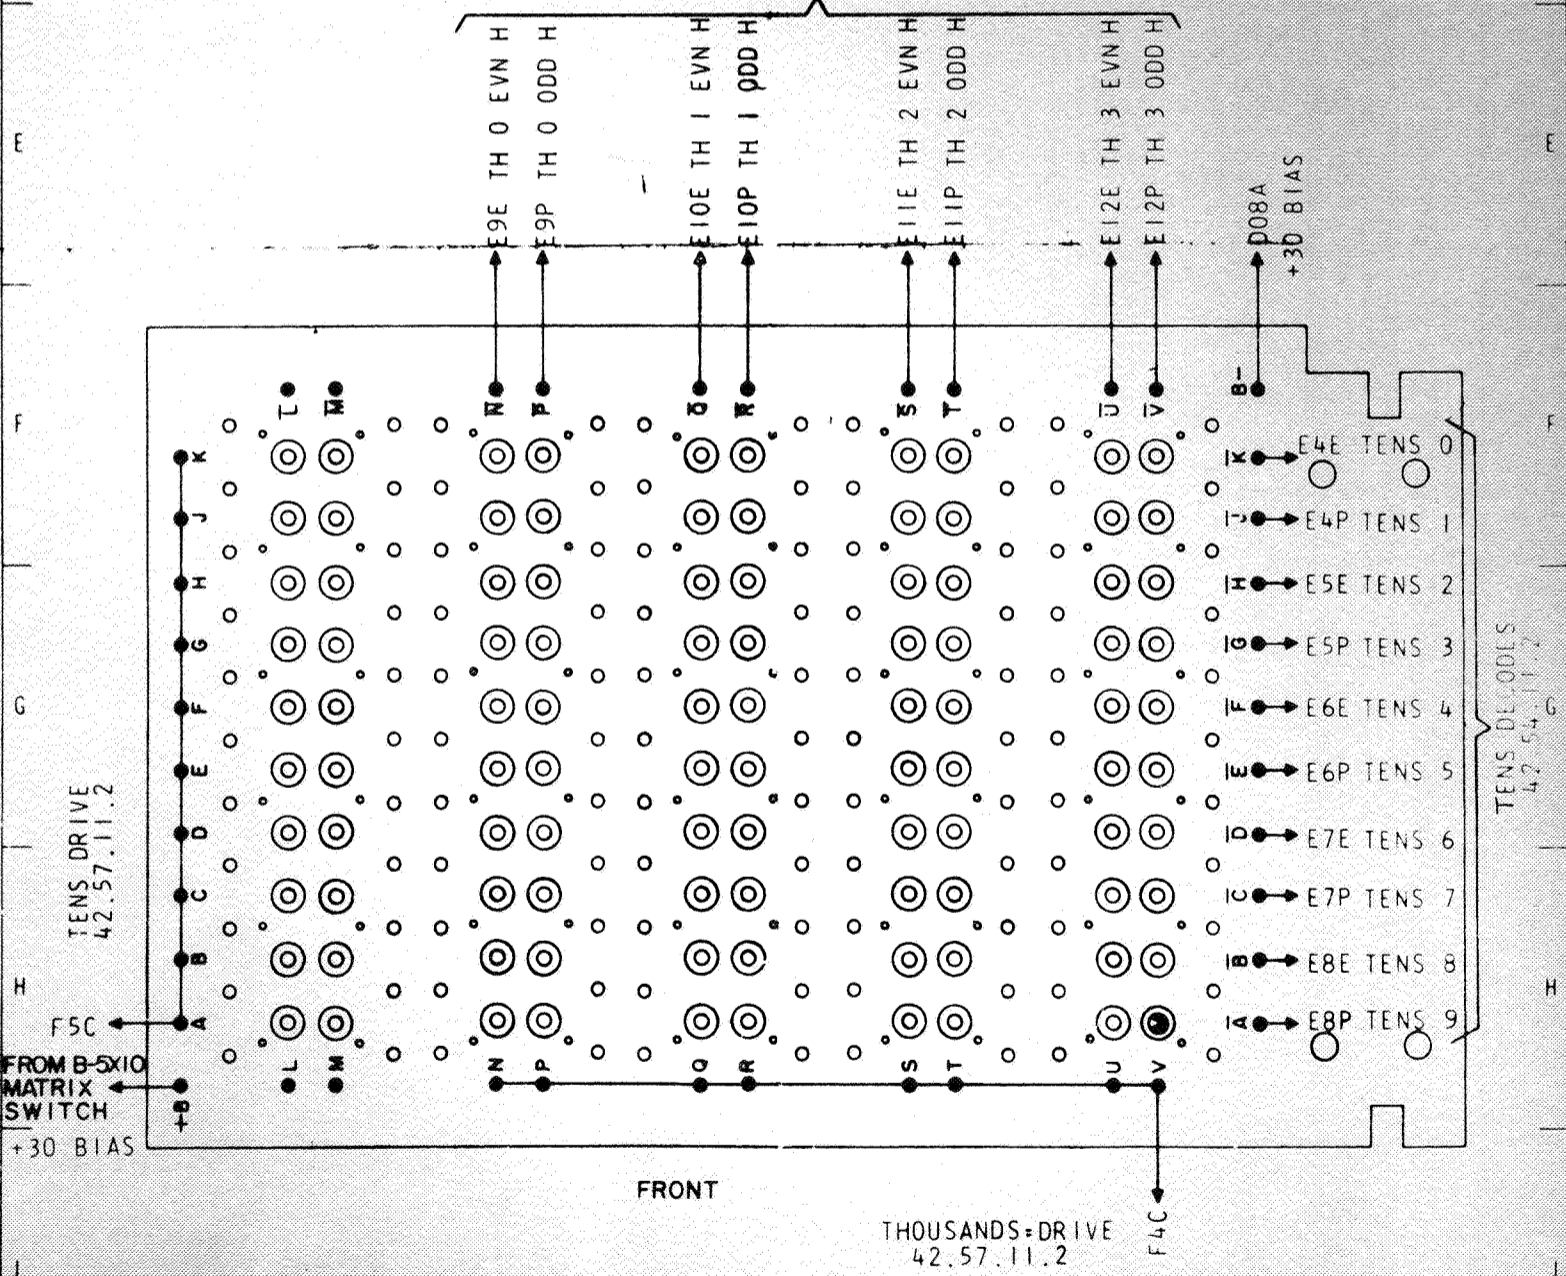 E9E TH 0 EVN H
E9P TH 0 ODD H
E10E TH 1 EVN H
E10P TH 1 ODD H
E11E TH 2 EVN H
E11P TH 2 ODD H
E12E TH 3 EVN H
E12P TH 3 ODD H
D08A
+30 BIAS
E
E
L M N P Q R S T U V B-
F
F
K K E4E TENS 0
J J E4P TENS 1
H H E5E TENS 2
G G E5P TENS 3
G
G
F F E6E TENS 4
E E E6P TENS 5
D D E7E TENS 6
C C E7P TENS 7
B B E8E TENS 8
H
H
F5C A A E8P TENS 9
TENS DRIVE
42.57.11.2
TENS
FROM B-5X10
MATRIX
SWITCH
+B
L M N P Q R S T U V
+30 BIAS
FRONT
THOUSANDS=DRIVE
42.57.11.2
F4C